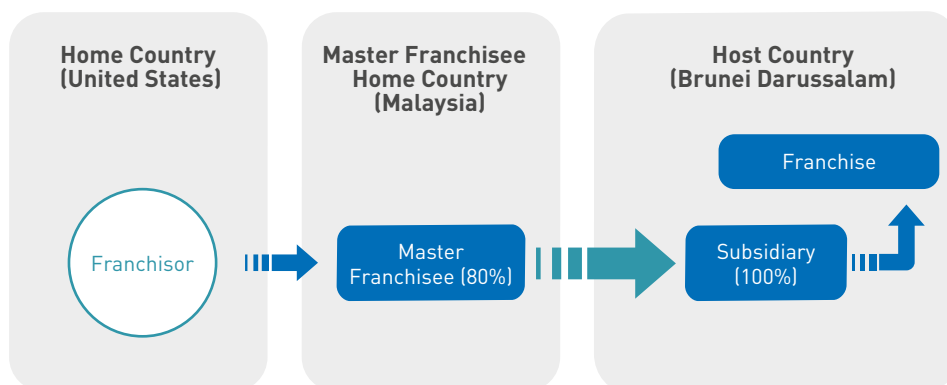 Home Country
(United States)
Master Franchisee
Home Country
(Malaysia)
Host Country
(Brunei Darussalam)
Franchise
Franchisor
Master
Franchisee (80%)
Subsidiary
(100%)